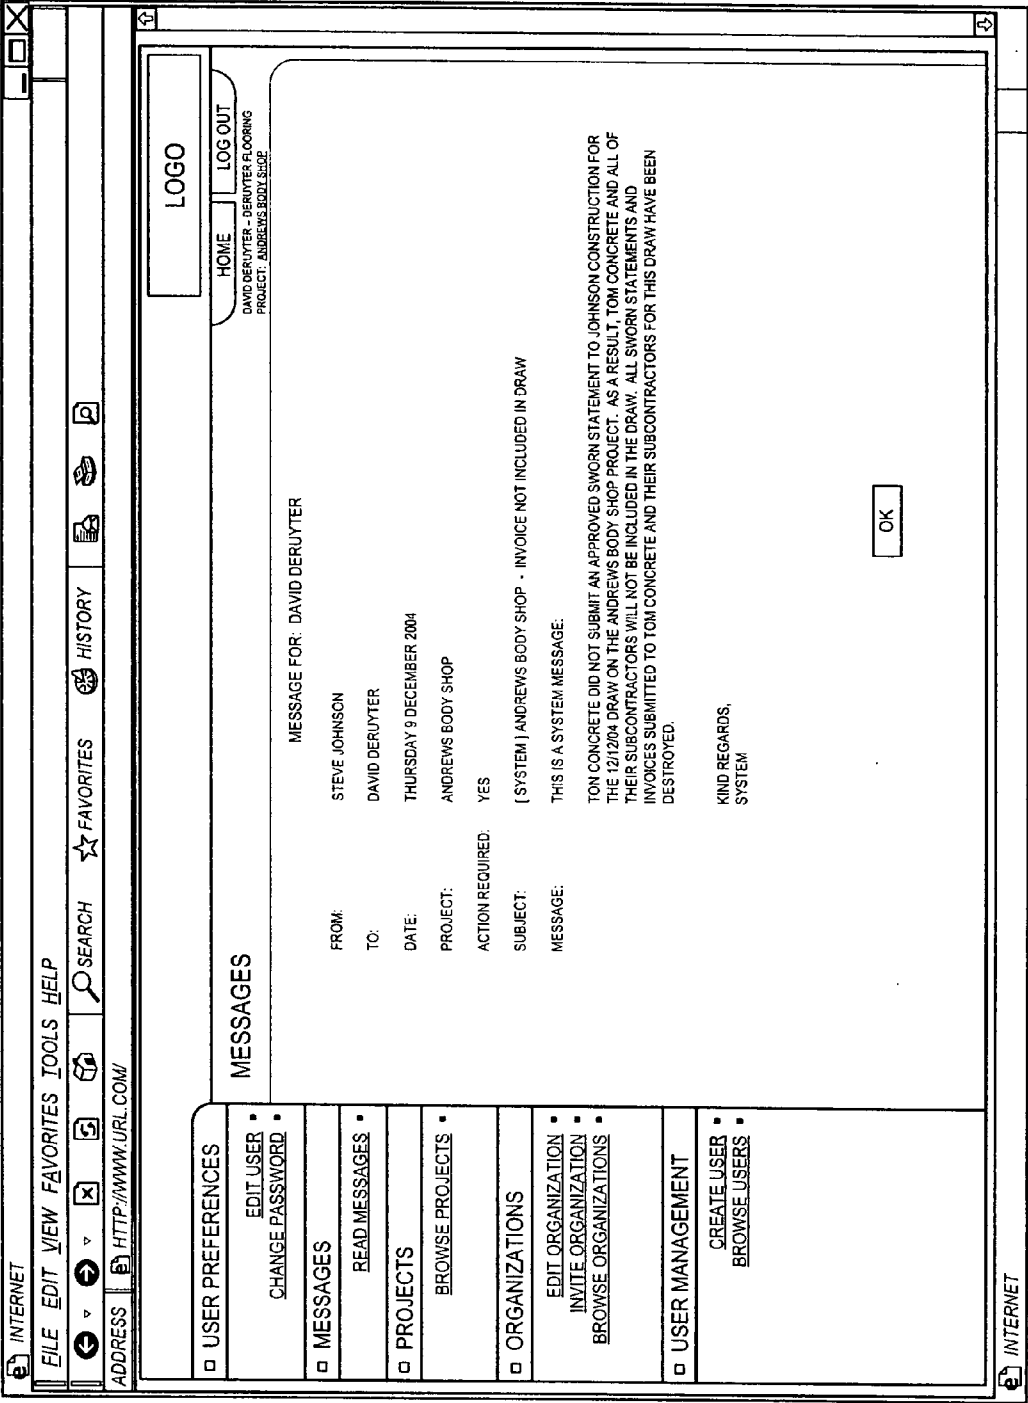 INTERNET
FILE EDIT VIEW FAVORITES TOOLS HELP
SEARCH FAVORITES HISTORY
ADDRESS HTTP://WWW.URL.COM/
LOGO
HOME LOG OUT
DAVID DERUYTER – DERUYTER FLOORING
PROJECT: ANDREWS BODY SHOP
USER PREFERENCES
EDIT USER
CHANGE PASSWORD
MESSAGES
READ MESSAGES
PROJECTS
BROWSE PROJECTS
ORGANIZATIONS
EDIT ORGANIZATION
INVITE ORGANIZATION
BROWSE ORGANIZATIONS
USER MANAGEMENT
CREATE USER
BROWSE USERS
MESSAGES
MESSAGE FOR: DAVID DERUYTER
FROM: STEVE JOHNSON
TO: DAVID DERUYTER
DATE: THURSDAY 9 DECEMBER 2004
PROJECT: ANDREWS BODY SHOP
ACTION REQUIRED: YES
SUBJECT: [ SYSTEM ] ANDREWS BODY SHOP - INVOICE NOT INCLUDED IN DRAW
MESSAGE: THIS IS A SYSTEM MESSAGE:
TON CONCRETE DID NOT SUBMIT AN APPROVED SWORN STATEMENT TO JOHNSON CONSTRUCTION FOR
THE 12/12/04 DRAW ON THE ANDREWS BODY SHOP PROJECT. AS A RESULT, TOM CONCRETE AND ALL OF
THEIR SUBCONTRACTORS WILL NOT BE INCLUDED IN THE DRAW. ALL SWORN STATEMENTS AND
INVOICES SUBMITTED TO TOM CONCRETE AND THEIR SUBCONTRACTORS FOR THIS DRAW HAVE BEEN
DESTROYED.
KIND REGARDS,
SYSTEM
OK
INTERNET